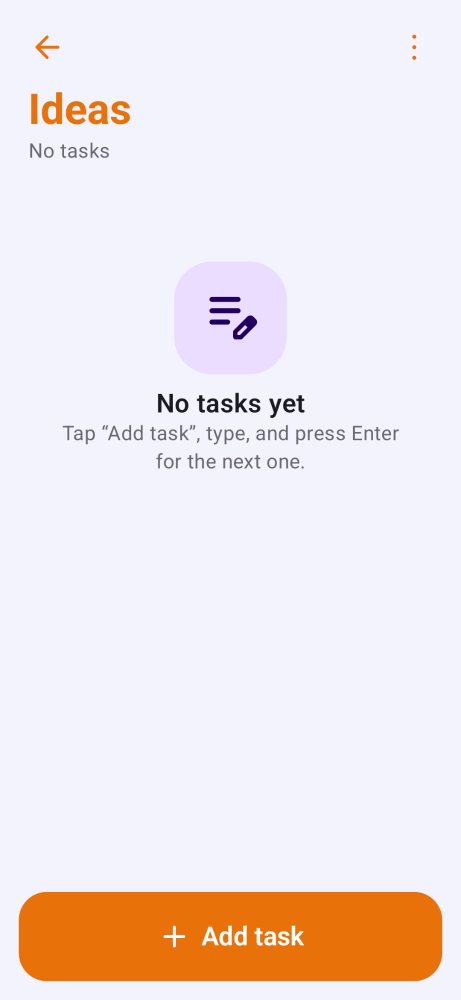 Ideas
No tasks
No tasks yet
Tap “Add task”, type, and press Enter
for the next one.
Add task